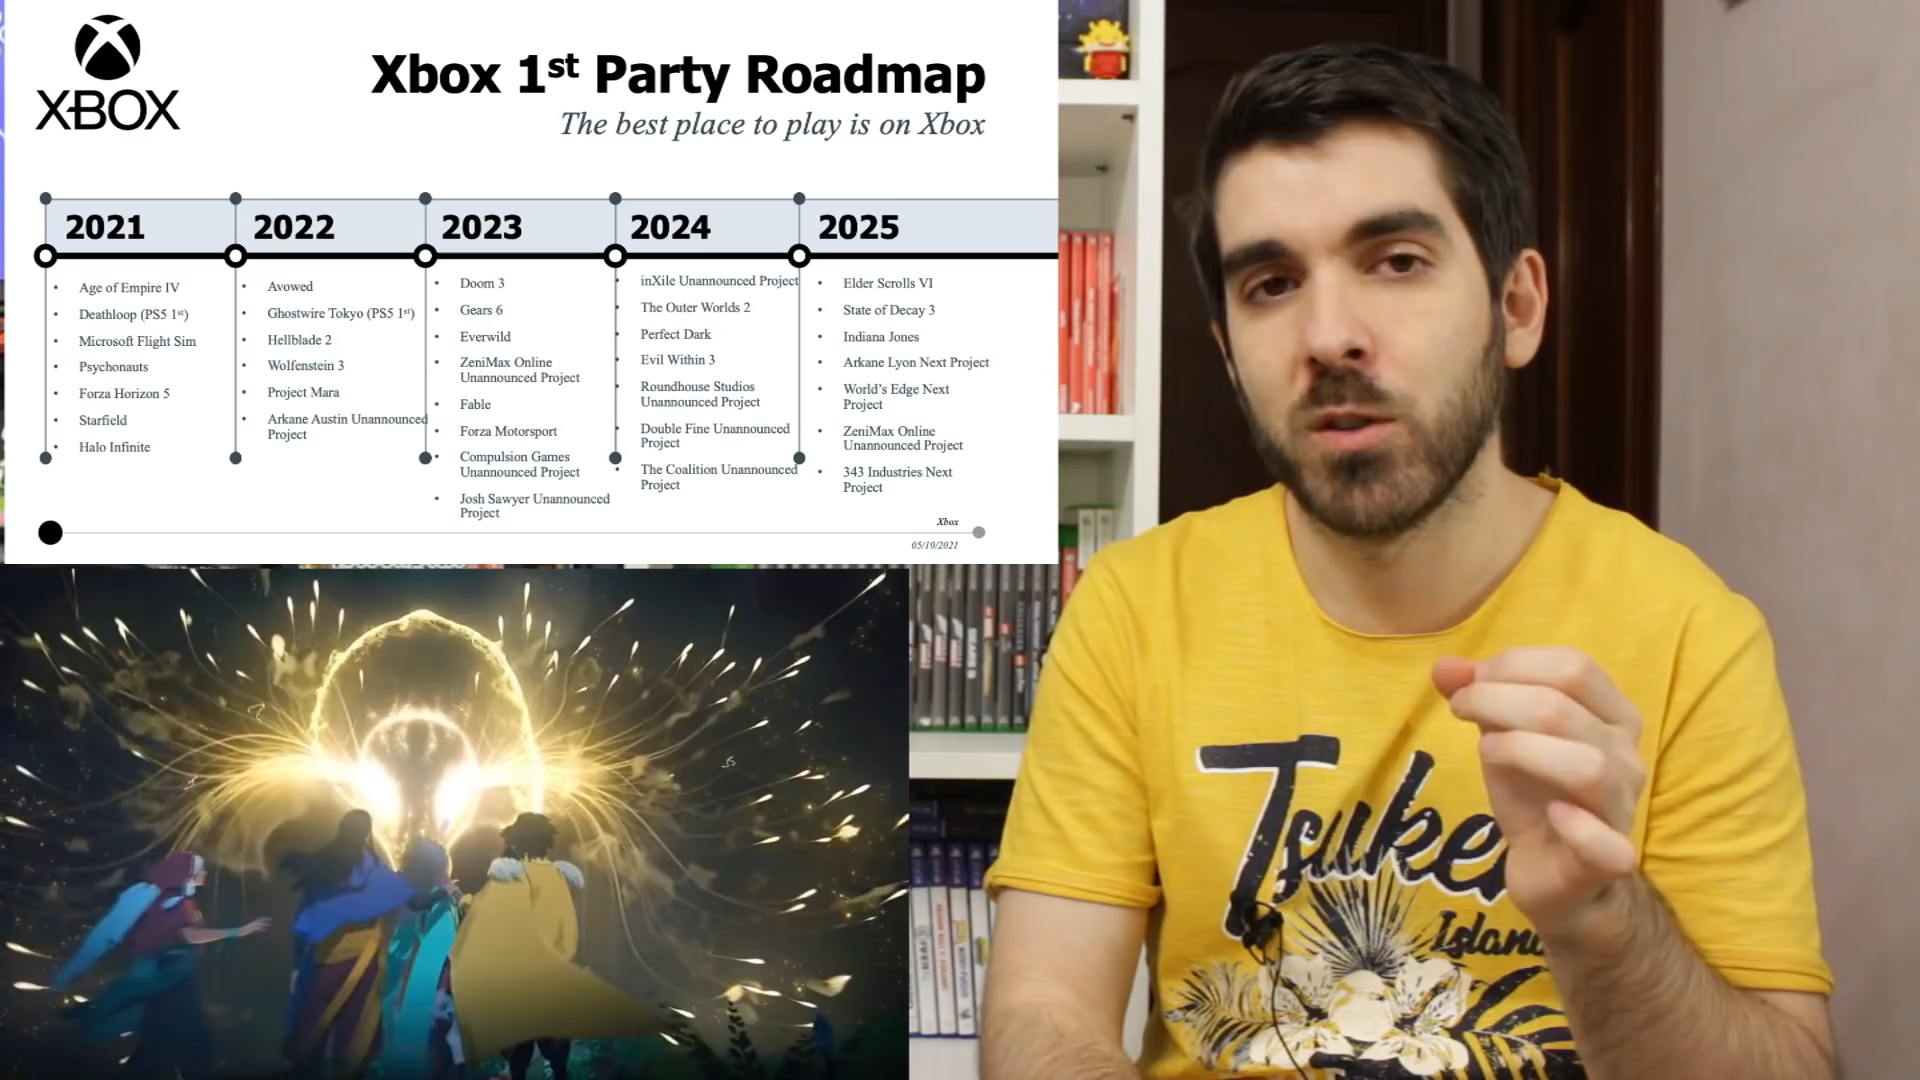 XBOX
Xbox 1st Party Roadmap
The best place to play is on Xbox
2021
2022
2023
2024
2025
• Age of Empire IV
• Deathloop (PS5 1st)
• Microsoft Flight Sim
• Psychonauts
• Forza Horizon 5
• Starfield
• Halo Infinite
• Avowed
• Ghostwire Tokyo (PS5 1st)
• Hellblade 2
• Wolfenstein 3
• Project Mara
• Arkane Austin Unannounced
Project
• Doom 3
• Gears 6
• Everwild
• ZeniMax Online
Unannounced Project
• Fable
• Forza Motorsport
• Compulsion Games
Unannounced Project
• Josh Sawyer Unannounced
Project
• inXile Unannounced Project
• The Outer Worlds 2
• Perfect Dark
• Evil Within 3
• Roundhouse Studios
Unannounced Project
• Double Fine Unannounced
Project
• The Coalition Unannounced
Project
• Elder Scrolls VI
• State of Decay 3
• Indiana Jones
• Arkane Lyon Next Project
• World's Edge Next
Project
• ZeniMax Online
Unannounced Project
• 343 Industries Next
Project
Xbox
05/10/2021
Tsuke
Island